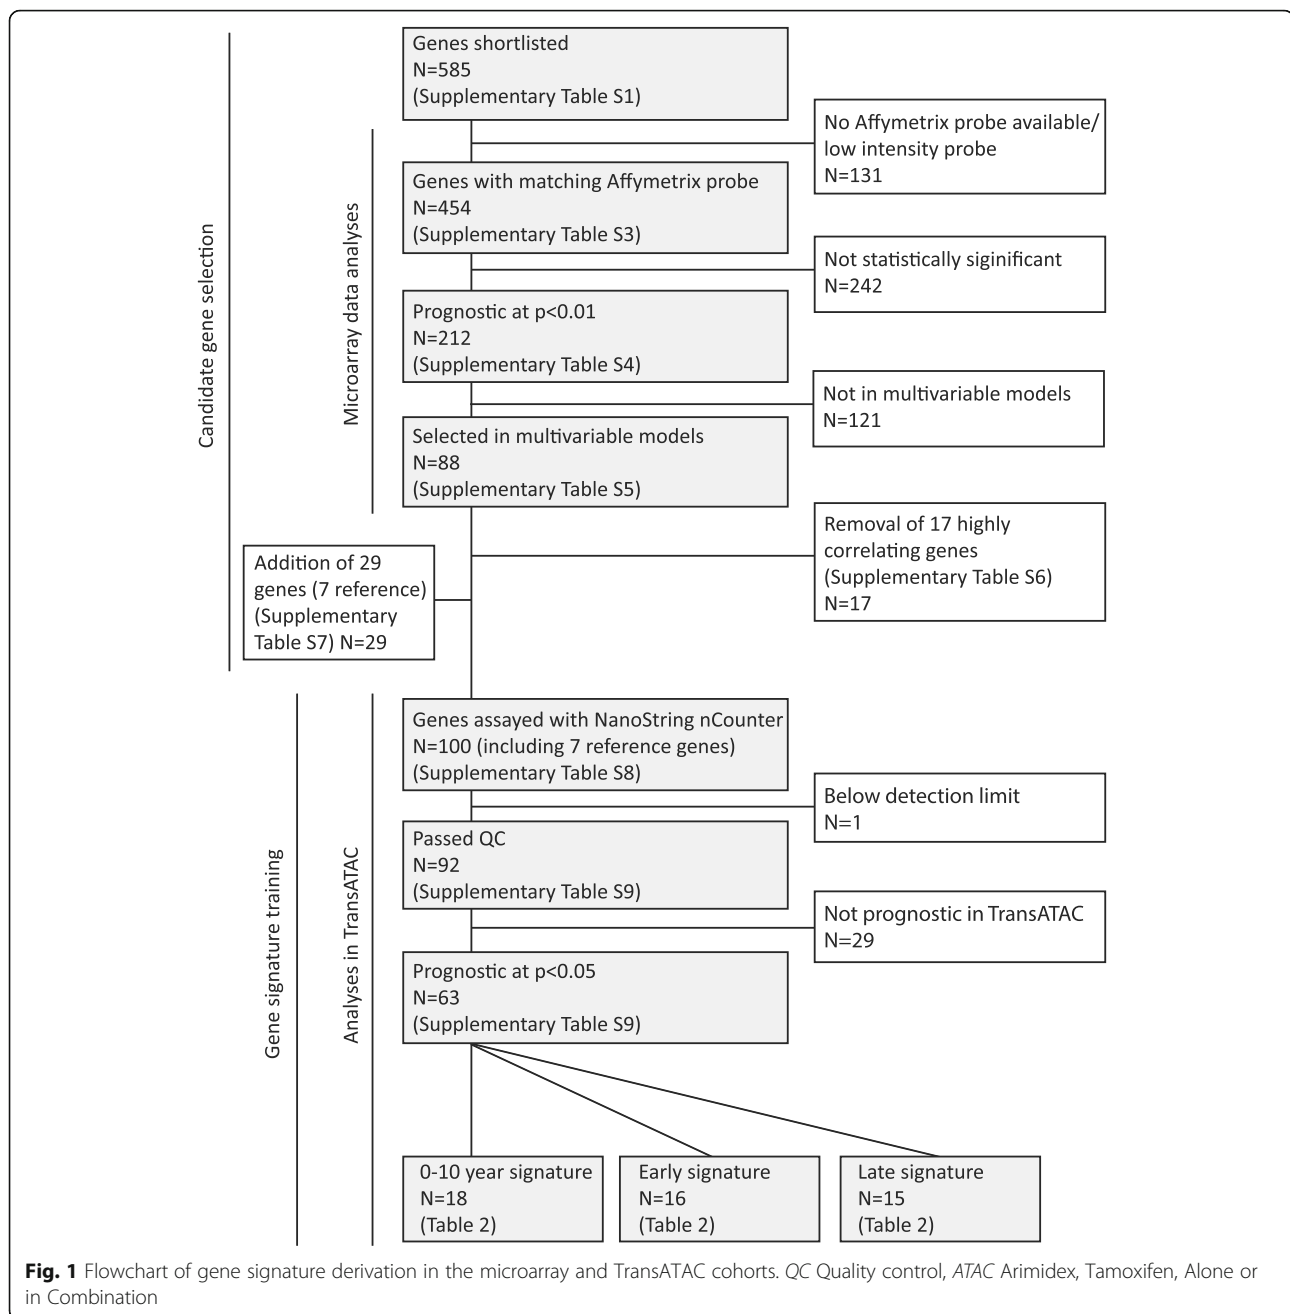 Genes shortlisted
N=585
(Supplementary Table S1)
No Affymetrix probe available/
low intensity probe
N=131
Genes with matching Affymetrix probe
N=454
(Supplementary Table S3)
Not statistically siginificant
N=242
Prognostic at p<0.01
N=212
(Supplementary Table S4)
Not in multivariable models
N=121
Selected in multivariable models
N=88
(Supplementary Table S5)
Removal of 17 highly
correlating genes
(Supplementary Table S6)
N=17
Addition of 29
genes (7 reference)
(Supplementary
Table S7) N=29
Candidate gene selection
Microarray data analyses
Genes assayed with NanoString nCounter
N=100 (including 7 reference genes)
(Supplementary Table S8)
Below detection limit
N=1
Passed QC
N=92
(Supplementary Table S9)
Not prognostic in TransATAC
N=29
Prognostic at p<0.05
N=63
(Supplementary Table S9)
Gene signature training
Analyses in TransATAC
0-10 year signature
N=18
(Table 2)
Early signature
N=16
(Table 2)
Late signature
N=15
(Table 2)
Fig. 1 Flowchart of gene signature derivation in the microarray and TransATAC cohorts. QC Quality control, ATAC Arimidex, Tamoxifen, Alone or
in Combination